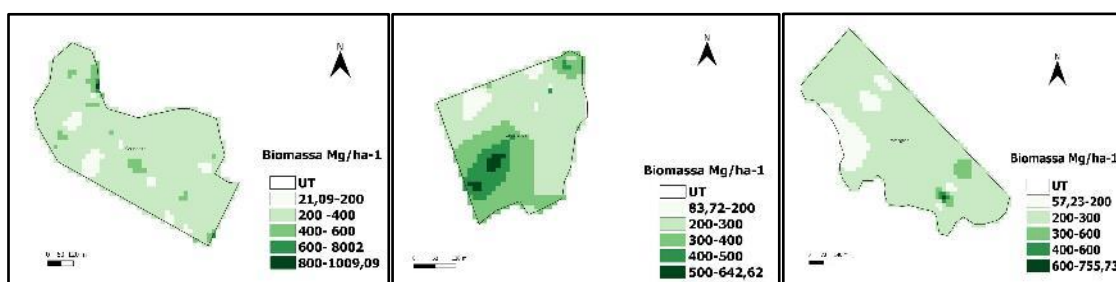 N
Biomassa Mg/ha-1
UT
21,09-200
200 -400
400- 600
600- 8002
800-1009,09
N
Biomassa Mg/ha-1
UT
83,72-200
200-300
300-400
400-500
500-642,62
N
Biomassa Mg/ha-1
UT
57,23-200
200-300
300-600
400-600
600-755,73